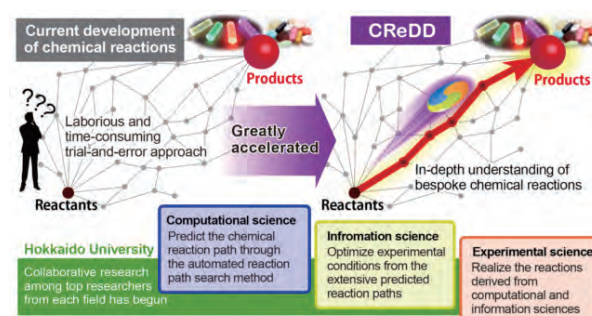 Current development
of chemical reactions
CReDD
Products
Products
???
Laborious and
time-consuming
trial-and-error approach
Greatly
accelerated
In-depth understanding of
bespoke chemical reactions
Reactants
Reactants
Computational science
Predict the chemical
reaction path through
the automated reaction
path search method
Infromation science
Optimize experimental
conditions from the
extensive predicted
reaction paths
Experimental science
Realize the reactions
derived from
computational and
information sciences
Hokkaido University
Collaborative research
among top researchers
from each field has begun